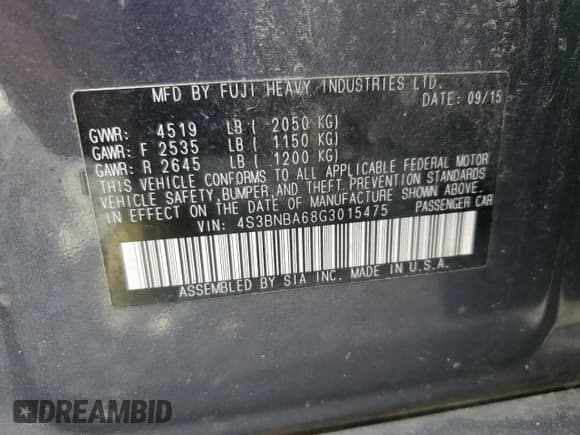 MFD BY FUJI HEAVY INDUSTRIES LTD.
DATE: 09/15
GVWR: 4519 LB ( 2050 KG)
GAWR: F 2535 LB ( 1150 KG)
GAWR: R 2645 LB ( 1200 KG)
THIS VEHICLE CONFORMS TO ALL APPLICABLE FEDERAL MOTOR
VEHICLE SAFETY, BUMPER, AND THEFT PREVENTION STANDARDS
IN EFFECT ON THE DATE OF MANUFACTURE SHOWN ABOVE.
VIN: 4S3BNBA68G3015475 PASSENGER CAR
ASSEMBLED BY SIA INC. MADE IN U.S.A.
DREAMBID